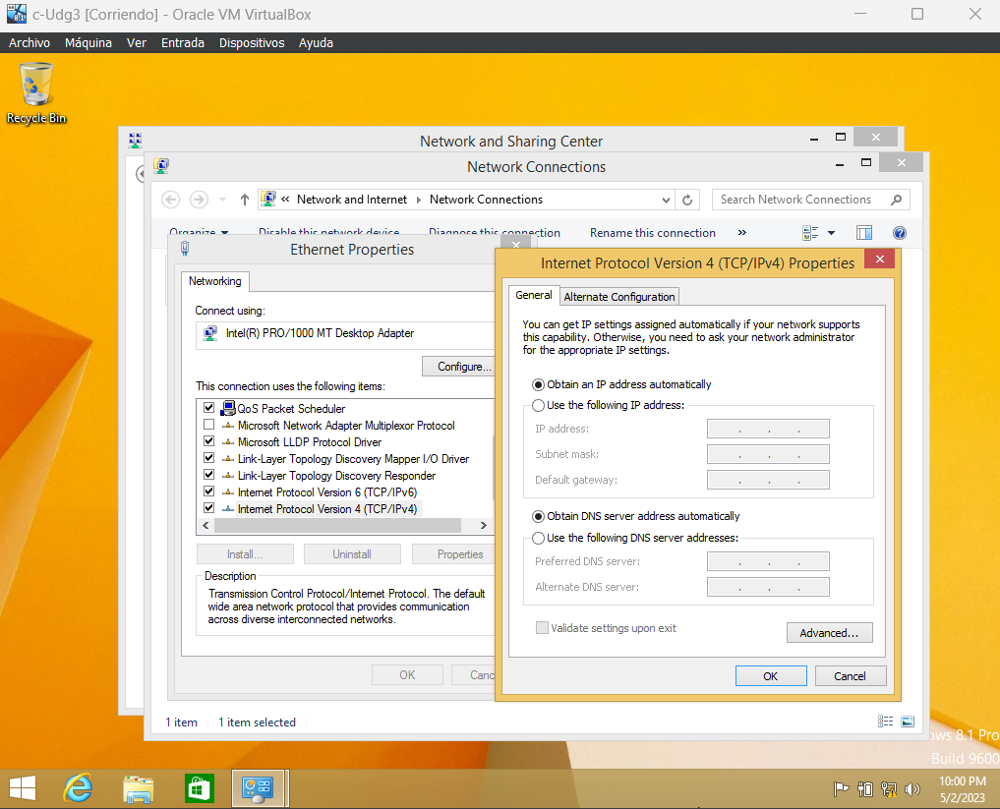 c-Udg3 [Corriendo] - Oracle VM VirtualBox
Archivo Máquina Ver Entrada Dispositivos Ayuda
Recycle Bin
Network and Sharing Center
Network Connections
« Network and Internet Network Connections
Search Network Connections
Organize Disable this network device Diagnose this connection Rename this connection »
Ethernet Properties
Networking
Connect using:
Intel(R) PRO/1000 MT Desktop Adapter
Configure...
This connection uses the following items:
QoS Packet Scheduler
Microsoft Network Adapter Multiplexor Protocol
Microsoft LLDP Protocol Driver
Link-Layer Topology Discovery Mapper I/O Driver
Link-Layer Topology Discovery Responder
Internet Protocol Version 6 (TCP/IPv6)
Internet Protocol Version 4 (TCP/IPv4)
Install... Uninstall Properties
Description
Transmission Control Protocol/Internet Protocol. The default
wide area network protocol that provides communication
across diverse interconnected networks.
OK Canc
Internet Protocol Version 4 (TCP/IPv4) Properties
General Alternate Configuration
You can get IP settings assigned automatically if your network supports
this capability. Otherwise, you need to ask your network administrator
for the appropriate IP settings.
Obtain an IP address automatically
Use the following IP address:
IP address: . . .
Subnet mask: . . .
Default gateway: . . .
Obtain DNS server address automatically
Use the following DNS server addresses:
Preferred DNS server: . . .
Alternate DNS server: . . .
Validate settings upon exit
Advanced...
OK Cancel
1 item 1 item selected
ows 8.1 Pro
Build 9600
10:00 PM
5/2/2023